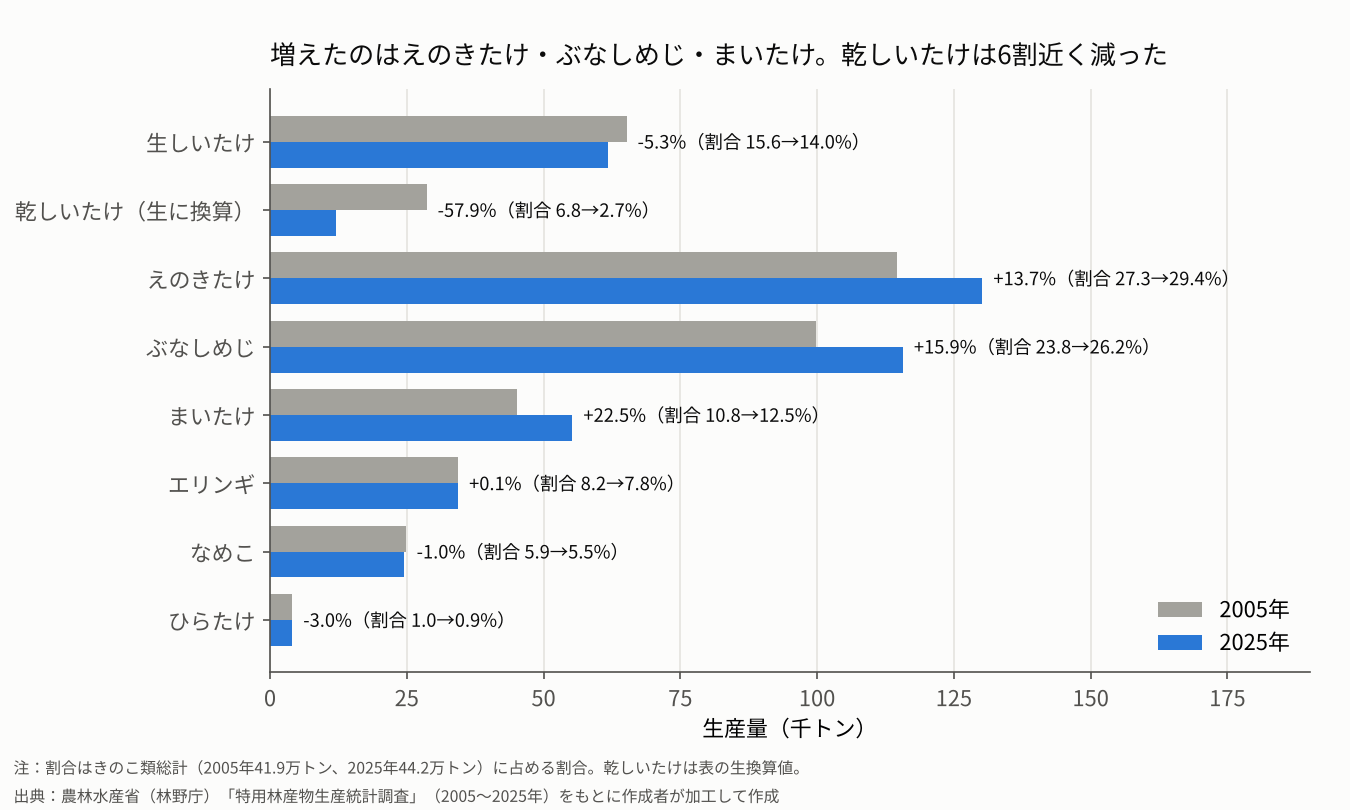 増えたのはえのきたけ・ぶなしめじ・まいたけ。乾しいたけは6割近く減った
生しいたけ
-5.3%（割合 15.6→14.0%）
乾しいたけ（生に換算）
-57.9%（割合 6.8→2.7%）
えのきたけ
+13.7%（割合 27.3→29.4%）
ぶなしめじ
+15.9%（割合 23.8→26.2%）
まいたけ
+22.5%（割合 10.8→12.5%）
エリンギ
+0.1%（割合 8.2→7.8%）
なめこ
-1.0%（割合 5.9→5.5%）
ひらたけ
-3.0%（割合 1.0→0.9%）
2005年
2025年
0 25 50 75 100 125 150 175
生産量（千トン）
注：割合はきのこ類総計（2005年41.9万トン、2025年44.2万トン）に占める割合。乾しいたけは表の生換算値。
出典：農林水産省（林野庁）「特用林産物生産統計調査」（2005～2025年）をもとに作成者が加工して作成